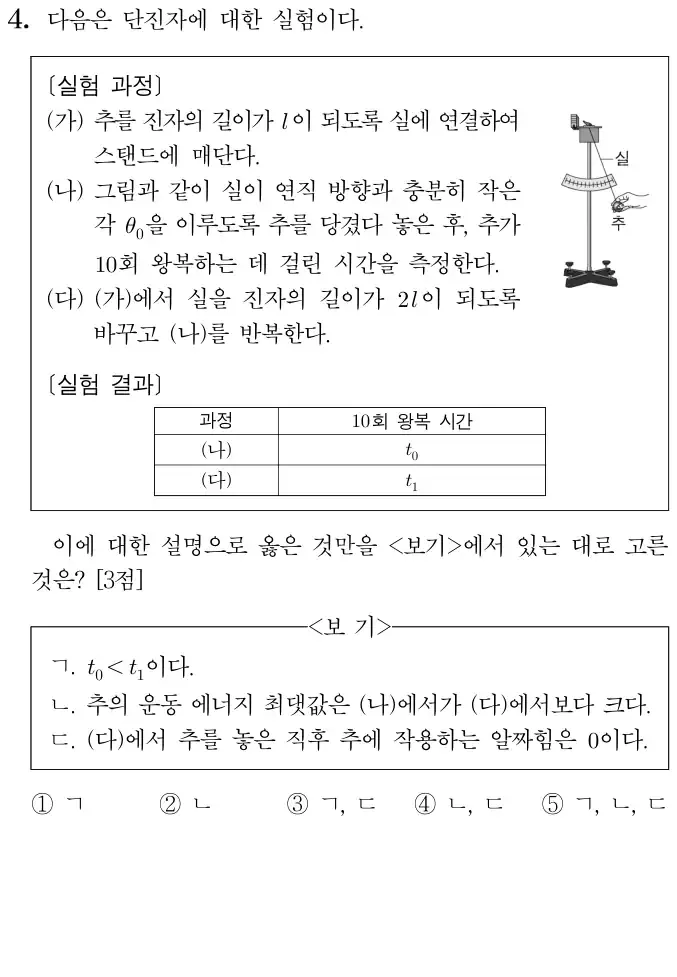 4. 다음은 단진자에 대한 실험이다.
〔실험 과정〕
(가) 추를 진자의 길이가 l이 되도록 실에 연결하여
스탠드에 매단다.
(나) 그림과 같이 실이 연직 방향과 충분히 작은
각 θ₀을 이루도록 추를 당겼다 놓은 후, 추가
10회 왕복하는 데 걸린 시간을 측정한다.
(다) (가)에서 실을 진자의 길이가 2l이 되도록
바꾸고 (나)를 반복한다.
실
추
〔실험 결과〕
과정 10회 왕복 시간
(나) t₀
(다) t₁
이에 대한 설명으로 옳은 것만을 <보기>에서 있는 대로 고른
것은? [3점]
<보 기>
ㄱ. t₀<t₁이다.
ㄴ. 추의 운동 에너지 최댓값은 (나)에서가 (다)에서보다 크다.
ㄷ. (다)에서 추를 놓은 직후 추에 작용하는 알짜힘은 0이다.
① ㄱ ② ㄴ ③ ㄱ, ㄷ ④ ㄴ, ㄷ ⑤ ㄱ, ㄴ, ㄷ